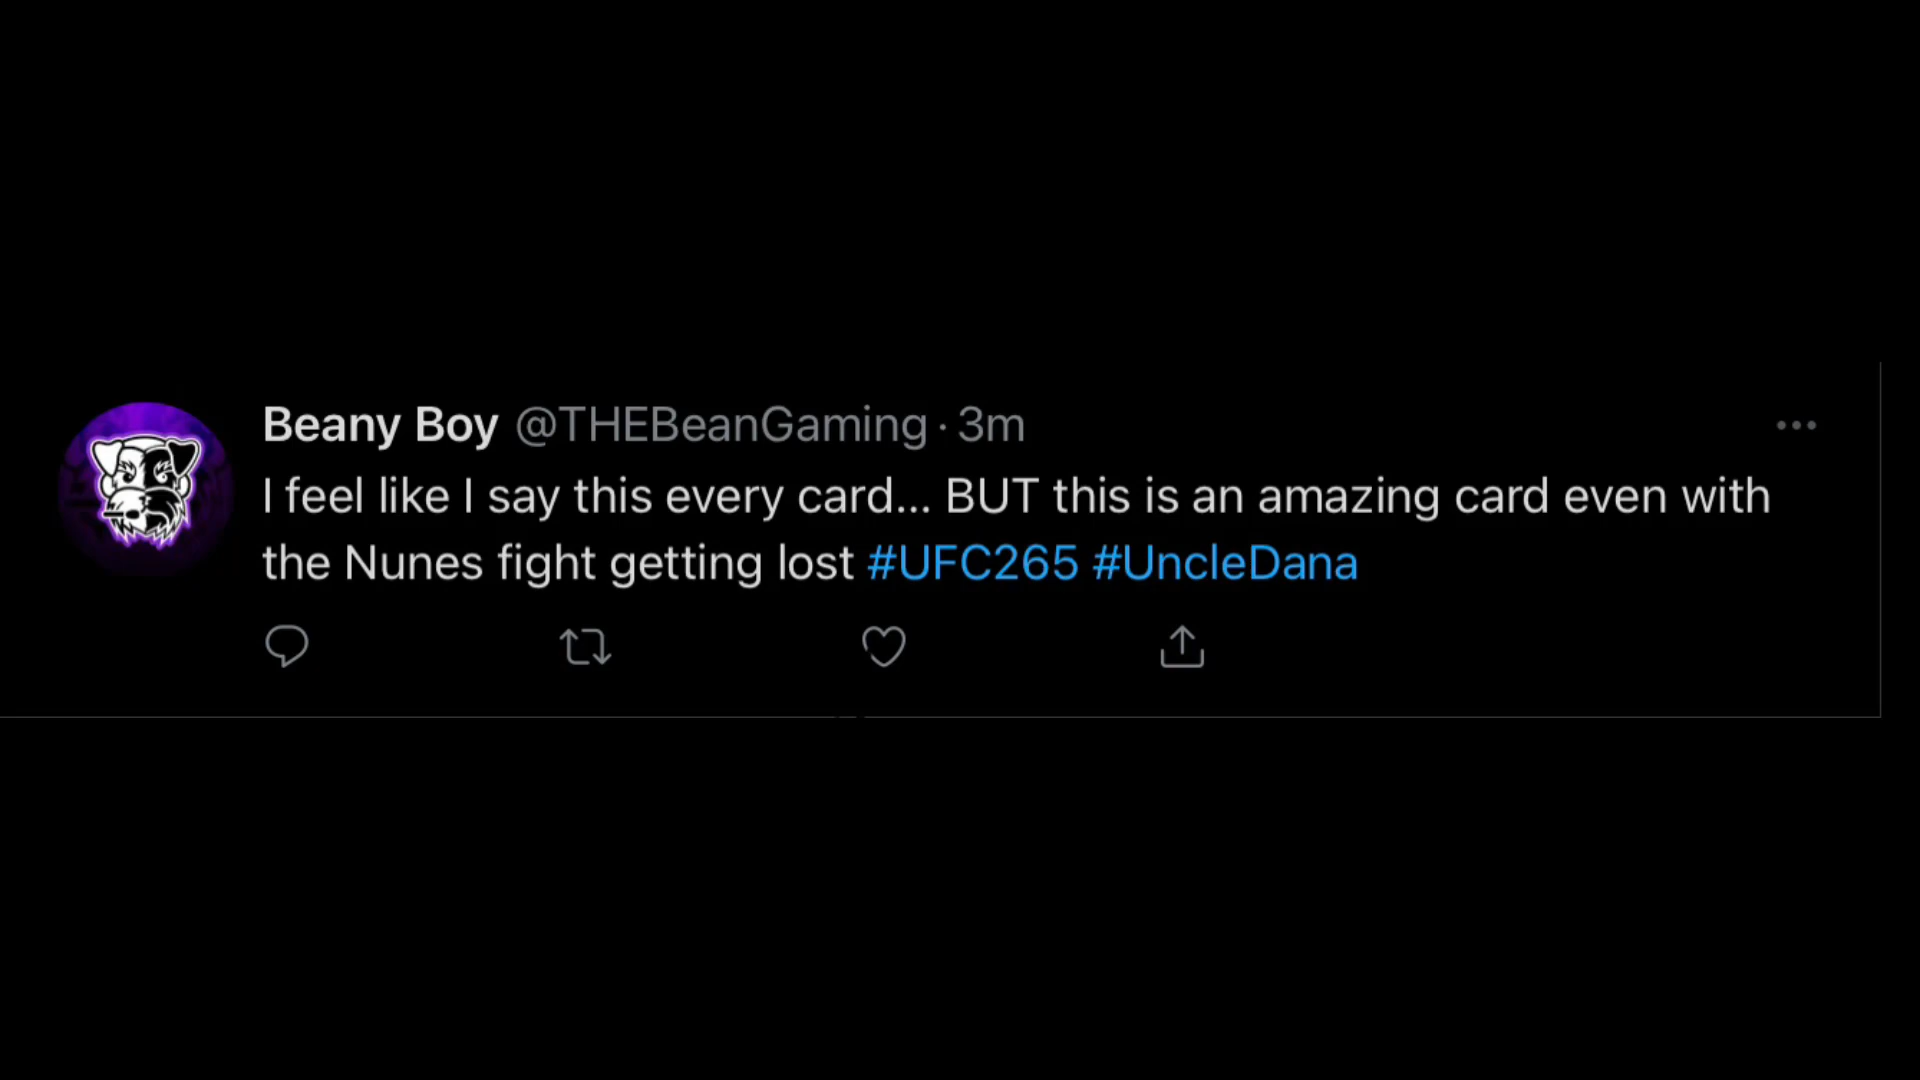 Beany Boy @THEBeanGaming · 3m
I feel like I say this every card... BUT this is an amazing card even with
the Nunes fight getting lost #UFC265 #UncleDana